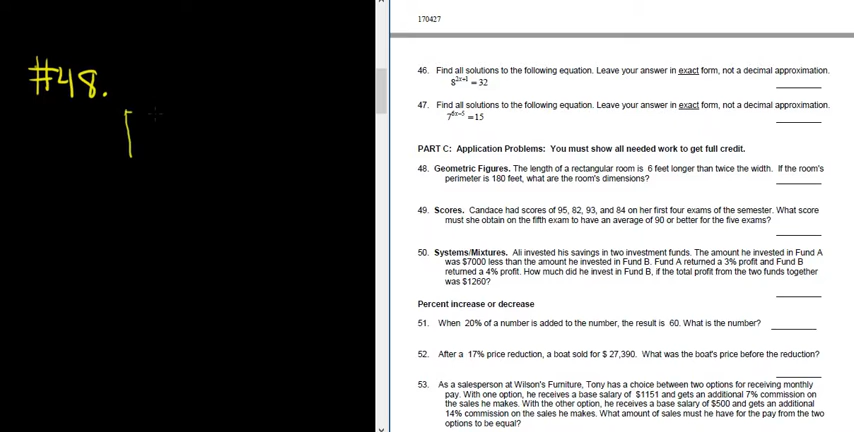 #48.
170427
46. Find all solutions to the following equation. Leave your answer in exact form, not a decimal approximation.
8^{2x+1} = 32
47. Find all solutions to the following equation. Leave your answer in exact form, not a decimal approximation.
7^{6x-5} = 15
PART C: Application Problems: You must show all needed work to get full credit.
48. Geometric Figures. The length of a rectangular room is 6 feet longer than twice the width. If the room's
perimeter is 180 feet, what are the room's dimensions?
49. Scores. Candace had scores of 95, 82, 93, and 84 on her first four exams of the semester. What score
must she obtain on the fifth exam to have an average of 90 or better for the five exams?
50. Systems/Mixtures. Ali invested his savings in two investment funds. The amount he invested in Fund A
was $7000 less than the amount he invested in Fund B. Fund A returned a 3% profit and Fund B
returned a 4% profit. How much did he invest in Fund B, if the total profit from the two funds together
was $1260?
Percent increase or decrease
51. When 20% of a number is added to the number, the result is 60. What is the number?
52. After a 17% price reduction, a boat sold for $ 27,390. What was the boat's price before the reduction?
53. As a salesperson at Wilson's Furniture, Tony has a choice between two options for receiving monthly
pay. With one option, he receives a base salary of $1151 and gets an additional 7% commission on
the sales he makes. With the other option, he receives a base salary of $500 and gets an additional
14% commission on the sales he makes. What amount of sales must he have for the pay from the two
options to be equal?